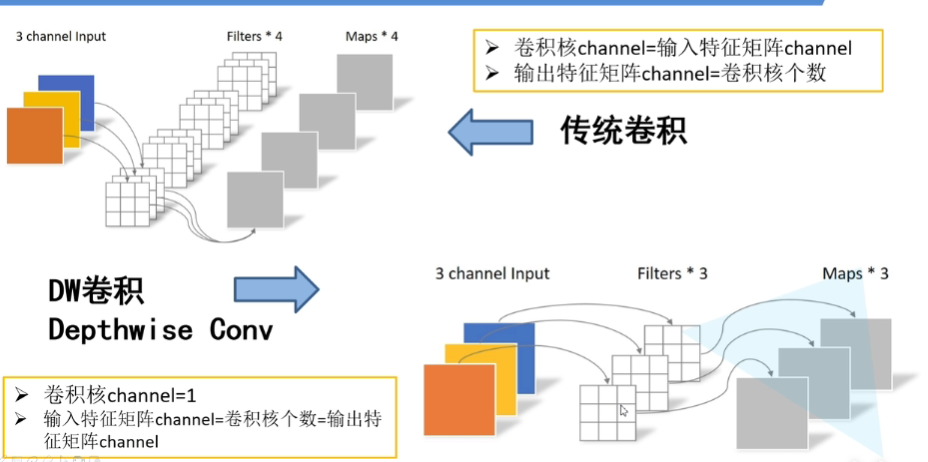 3 channel Input
Filters * 4
Maps * 4
➢ 卷积核channel=输入特征矩阵channel
➢ 输出特征矩阵channel=卷积核个数
传统卷积
DW卷积
Depthwise Conv
➢ 卷积核channel=1
➢ 输入特征矩阵channel=卷积核个数=输出特
征矩阵channel
3 channel Input
Filters * 3
Maps * 3